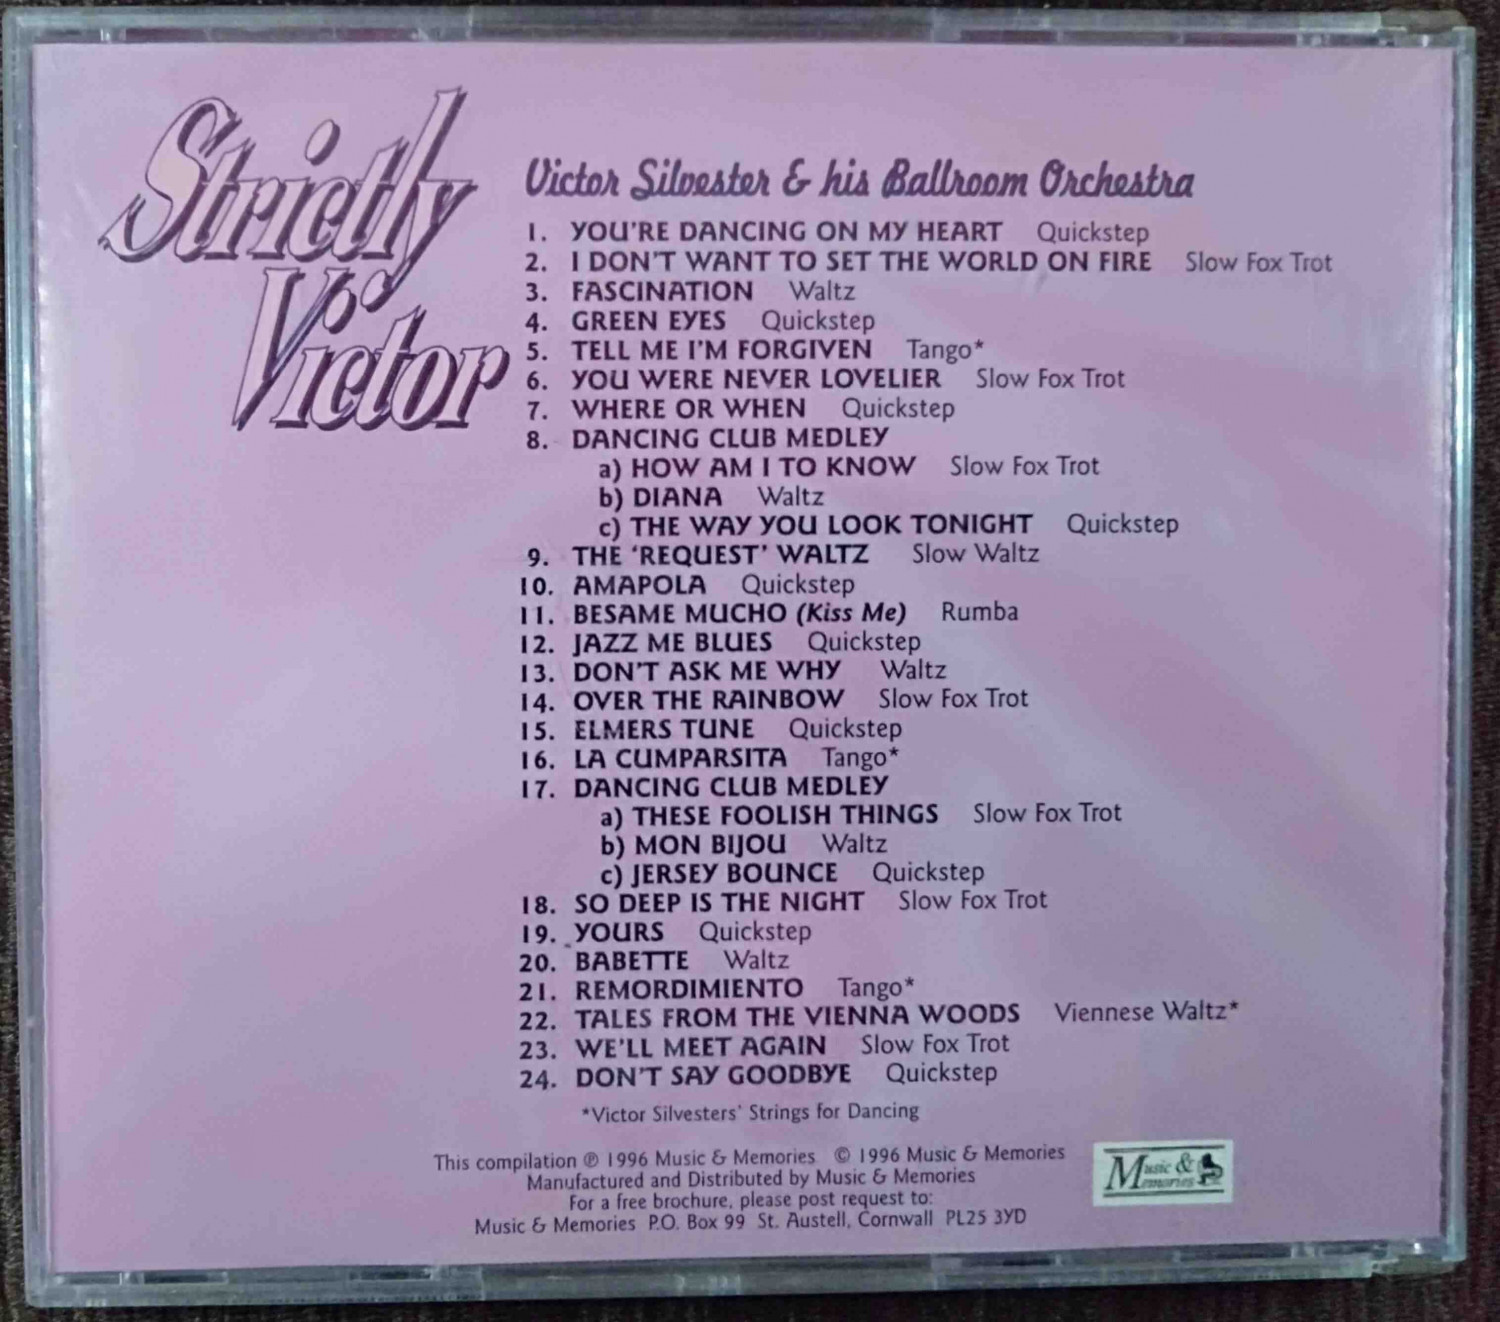 Strictly
Victor
Victor Silvester & his Ballroom Orchestra
1. YOU'RE DANCING ON MY HEART Quickstep
2. I DON'T WANT TO SET THE WORLD ON FIRE Slow Fox Trot
3. FASCINATION Waltz
4. GREEN EYES Quickstep
5. TELL ME I'M FORGIVEN Tango*
6. YOU WERE NEVER LOVELIER Slow Fox Trot
7. WHERE OR WHEN Quickstep
8. DANCING CLUB MEDLEY
a) HOW AM I TO KNOW Slow Fox Trot
b) DIANA Waltz
c) THE WAY YOU LOOK TONIGHT Quickstep
9. THE 'REQUEST' WALTZ Slow Waltz
10. AMAPOLA Quickstep
11. BESAME MUCHO (Kiss Me) Rumba
12. JAZZ ME BLUES Quickstep
13. DON'T ASK ME WHY Waltz
14. OVER THE RAINBOW Slow Fox Trot
15. ELMERS TUNE Quickstep
16. LA CUMPARSITA Tango*
17. DANCING CLUB MEDLEY
a) THESE FOOLISH THINGS Slow Fox Trot
b) MON BIJOU Waltz
c) JERSEY BOUNCE Quickstep
18. SO DEEP IS THE NIGHT Slow Fox Trot
19. YOURS Quickstep
20. BABETTE Waltz
21. REMORDIMIENTO Tango*
22. TALES FROM THE VIENNA WOODS Viennese Waltz*
23. WE'LL MEET AGAIN Slow Fox Trot
24. DON'T SAY GOODBYE Quickstep
*Victor Silvesters' Strings for Dancing
This compilation ℗ 1996 Music & Memories © 1996 Music & Memories
Manufactured and Distributed by Music & Memories
For a free brochure, please post request to:
Music & Memories P.O. Box 99 St. Austell, Cornwall PL25 3YD
Music &
Memories